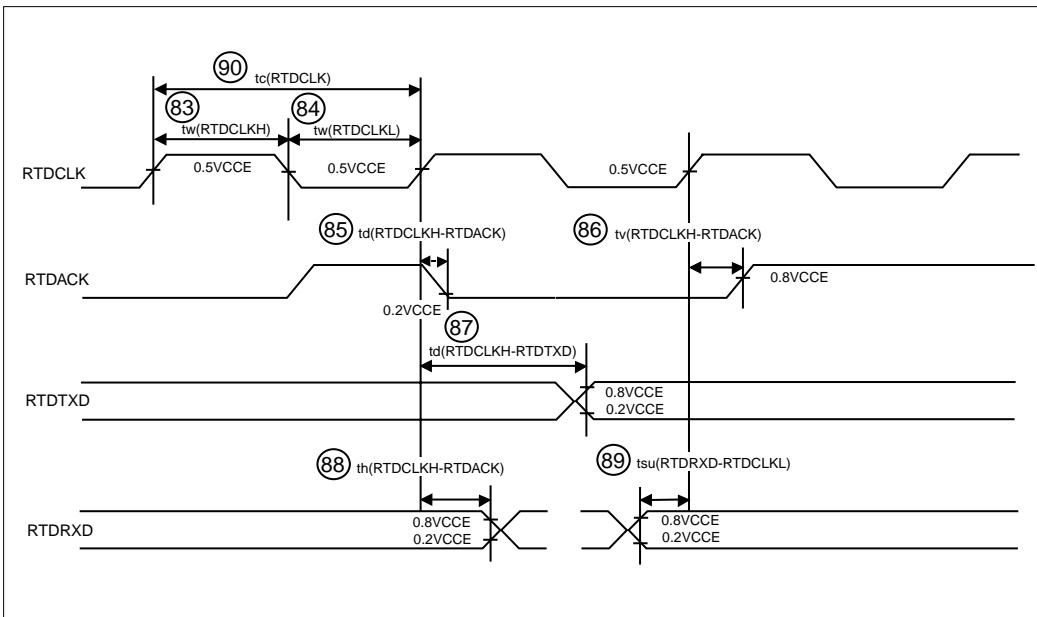 90 tc(RTDCLK)
83 84
tw(RTDCLKH) tw(RTDCLKL)
RTDCLK 0.5VCCE 0.5VCCE 0.5VCCE
85 td(RTDCLKH-RTDACK) 86 tv(RTDCLKH-RTDACK)
RTDACK 0.8VCCE
0.2VCCE
87
td(RTDCLKH-RTDTXD)
RTDTXD 0.8VCCE
0.2VCCE
88 th(RTDCLKH-RTDACK) 89 tsu(RTDRXD-RTDCLKL)
RTDRXD 0.8VCCE 0.8VCCE
0.2VCCE 0.2VCCE